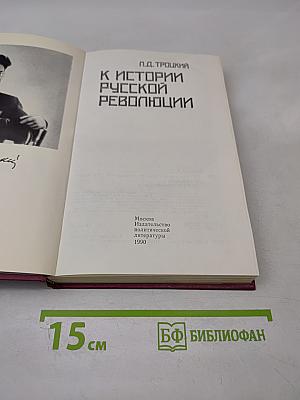 Л.Д. ТРОЦКИЙ
К ИСТОРИИ
РУССКОЙ
РЕВОЛЮЦИИ
Москва
Издательство
политической
литературы
1990
15 см
БФ БИБЛИОФАН